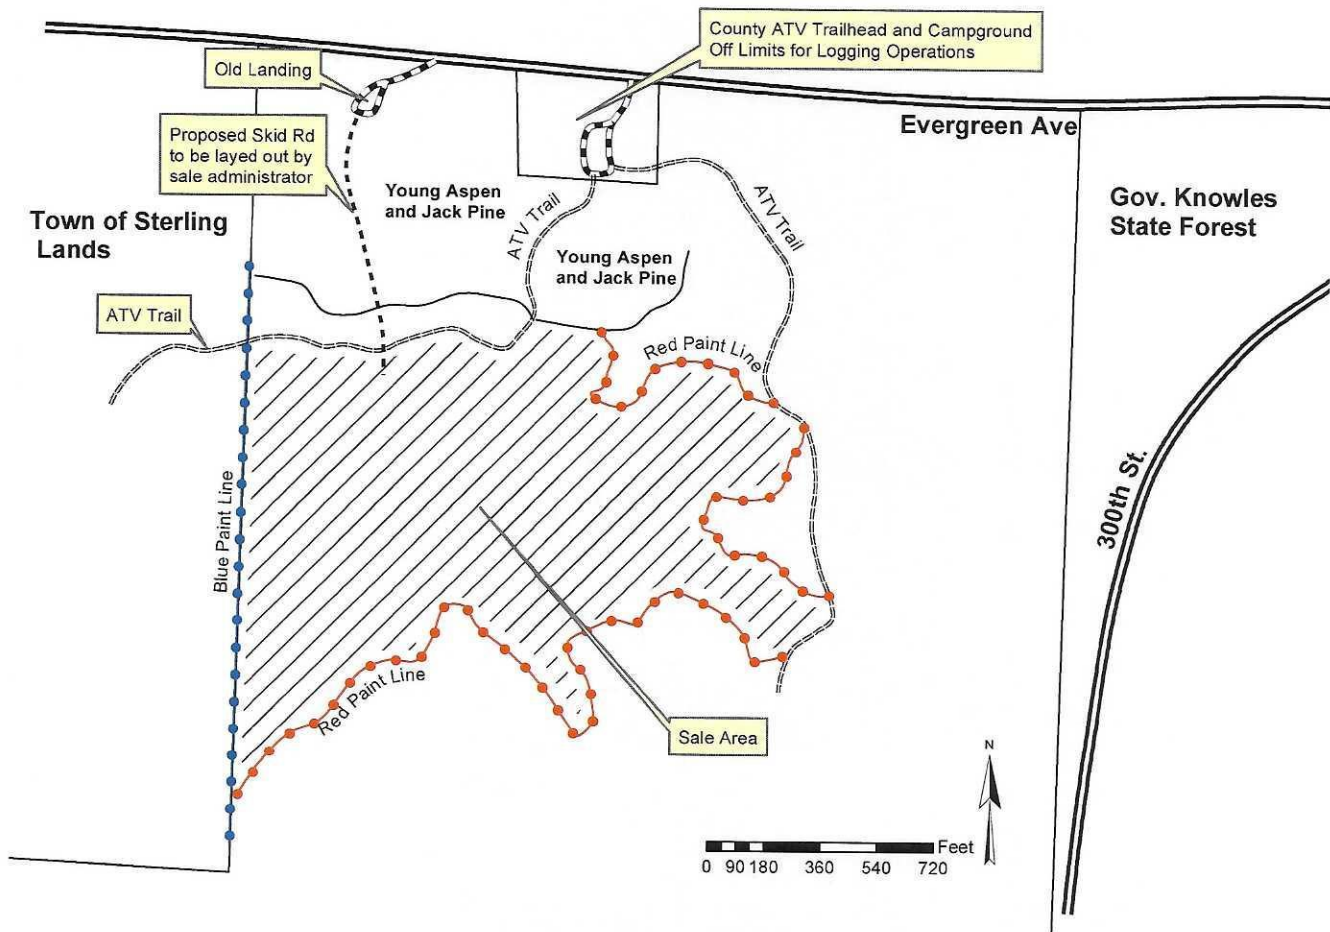 County ATV Trailhead and Campground
Off Limits for Logging Operations
Old Landing
Evergreen Ave
Proposed Skid Rd
to be layed out by
sale administrator
Young Aspen
and Jack Pine
ATV Trail
ATV Trail
Gov. Knowles
State Forest
Town of Sterling
Lands
Young Aspen
and Jack Pine
ATV Trail
Red Paint Line
Blue Paint Line
300th St.
Red Paint Line
Sale Area
N
Feet
0 90 180 360 540 720